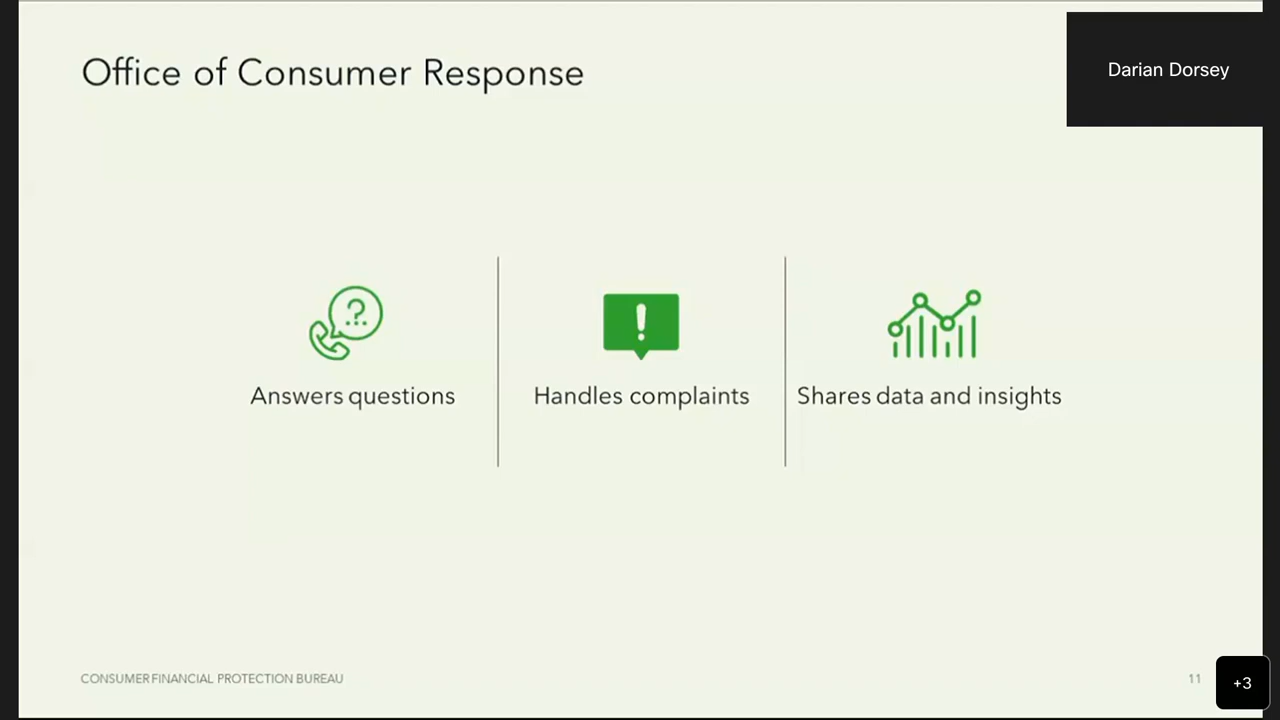 Office of Consumer Response
Darian Dorsey
?
!
Answers questions
Handles complaints
Shares data and insights
CONSUMER FINANCIAL PROTECTION BUREAU
11
+3